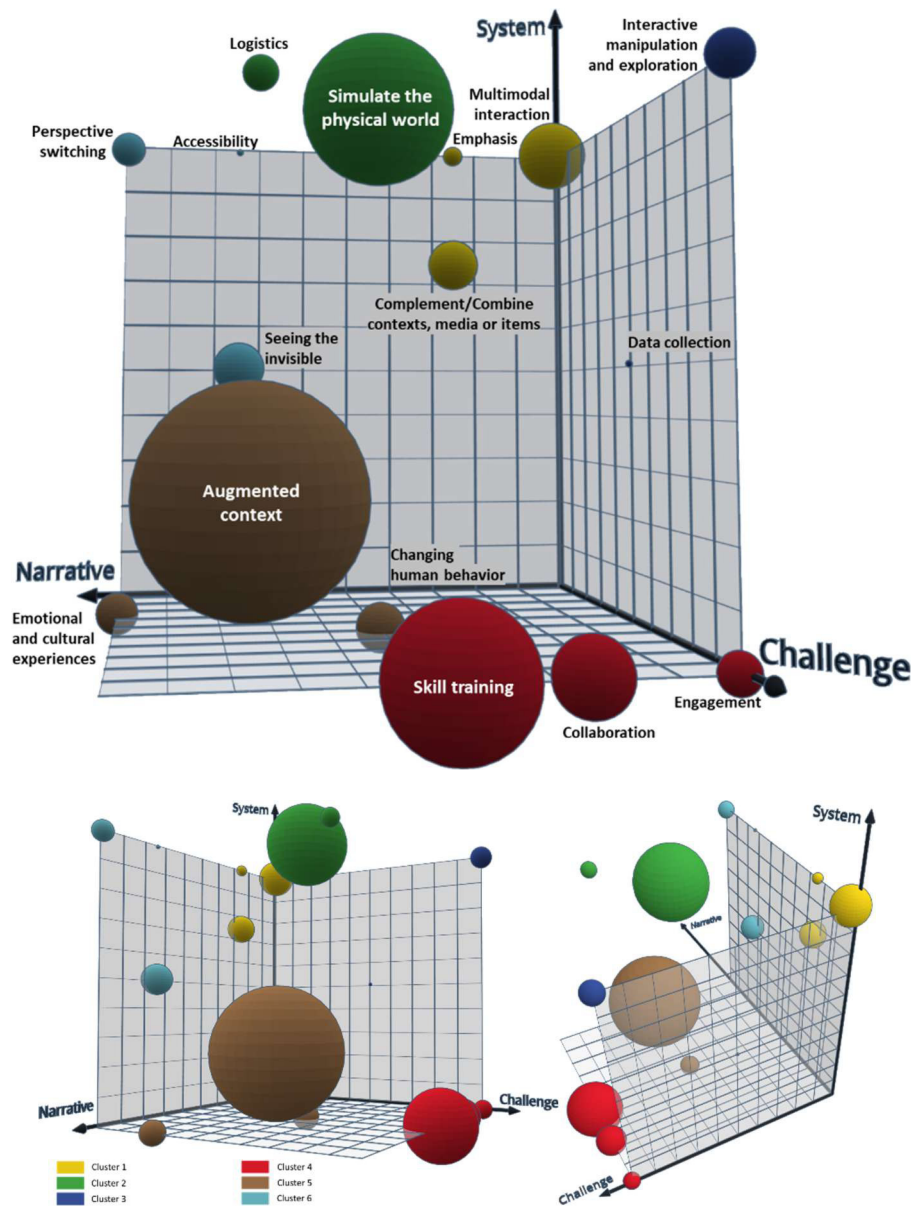 System
Interactive
manipulation
and exploration
Logistics
Simulate the
physical world
Multimodal
interaction
Emphasis
Perspective
switching
Accessibility
Complement/Combine
contexts, media or items
Seeing the
invisible
Data collection
Augmented
context
Changing
human behavior
Narrative
Emotional
and cultural
experiences
Challenge
Skill training
Engagement
Collaboration
System
Narrative
Challenge
System
Narrative
Challenge
Cluster 1
Cluster 2
Cluster 3
Cluster 4
Cluster 5
Cluster 6